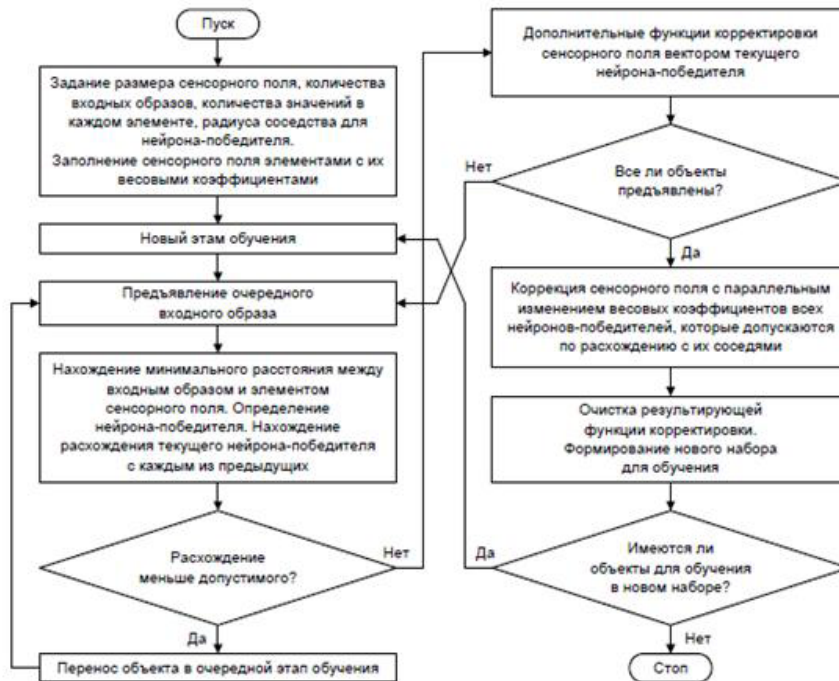 Пуск
Задание размера сенсорного поля, количества
входных образов, количества значений в
каждом элементе, радиуса соседства для
нейрона-победителя.
Заполнение сенсорного поля элементами с их
весовыми коэффициентами
Новый этам обучения
Предъявление очередного
входного образа
Нахождение минимального расстояния между
входным образом и элементом
сенсорного поля. Определение
нейрона-победителя. Нахождение
расхождения текущего нейрона-победителя
с каждым из предыдущих
Расхождение
меньше допустимого?
Нет
Да
Перенос объекта в очередной этап обучения
Дополнительные функции корректировки
сенсорного поля вектором текущего
нейрона-победителя
Нет
Все ли объекты
предъявлены?
Да
Коррекция сенсорного поля с параллельным
изменением весовых коэффициентов всех
нейронов-победителей, которые допускаются
по расхождению с их соседями
Очистка результирующей
функции корректировки.
Формирование нового набора
для обучения
Да
Имеются ли
объекты для обучения
в новом наборе?
Нет
Стоп